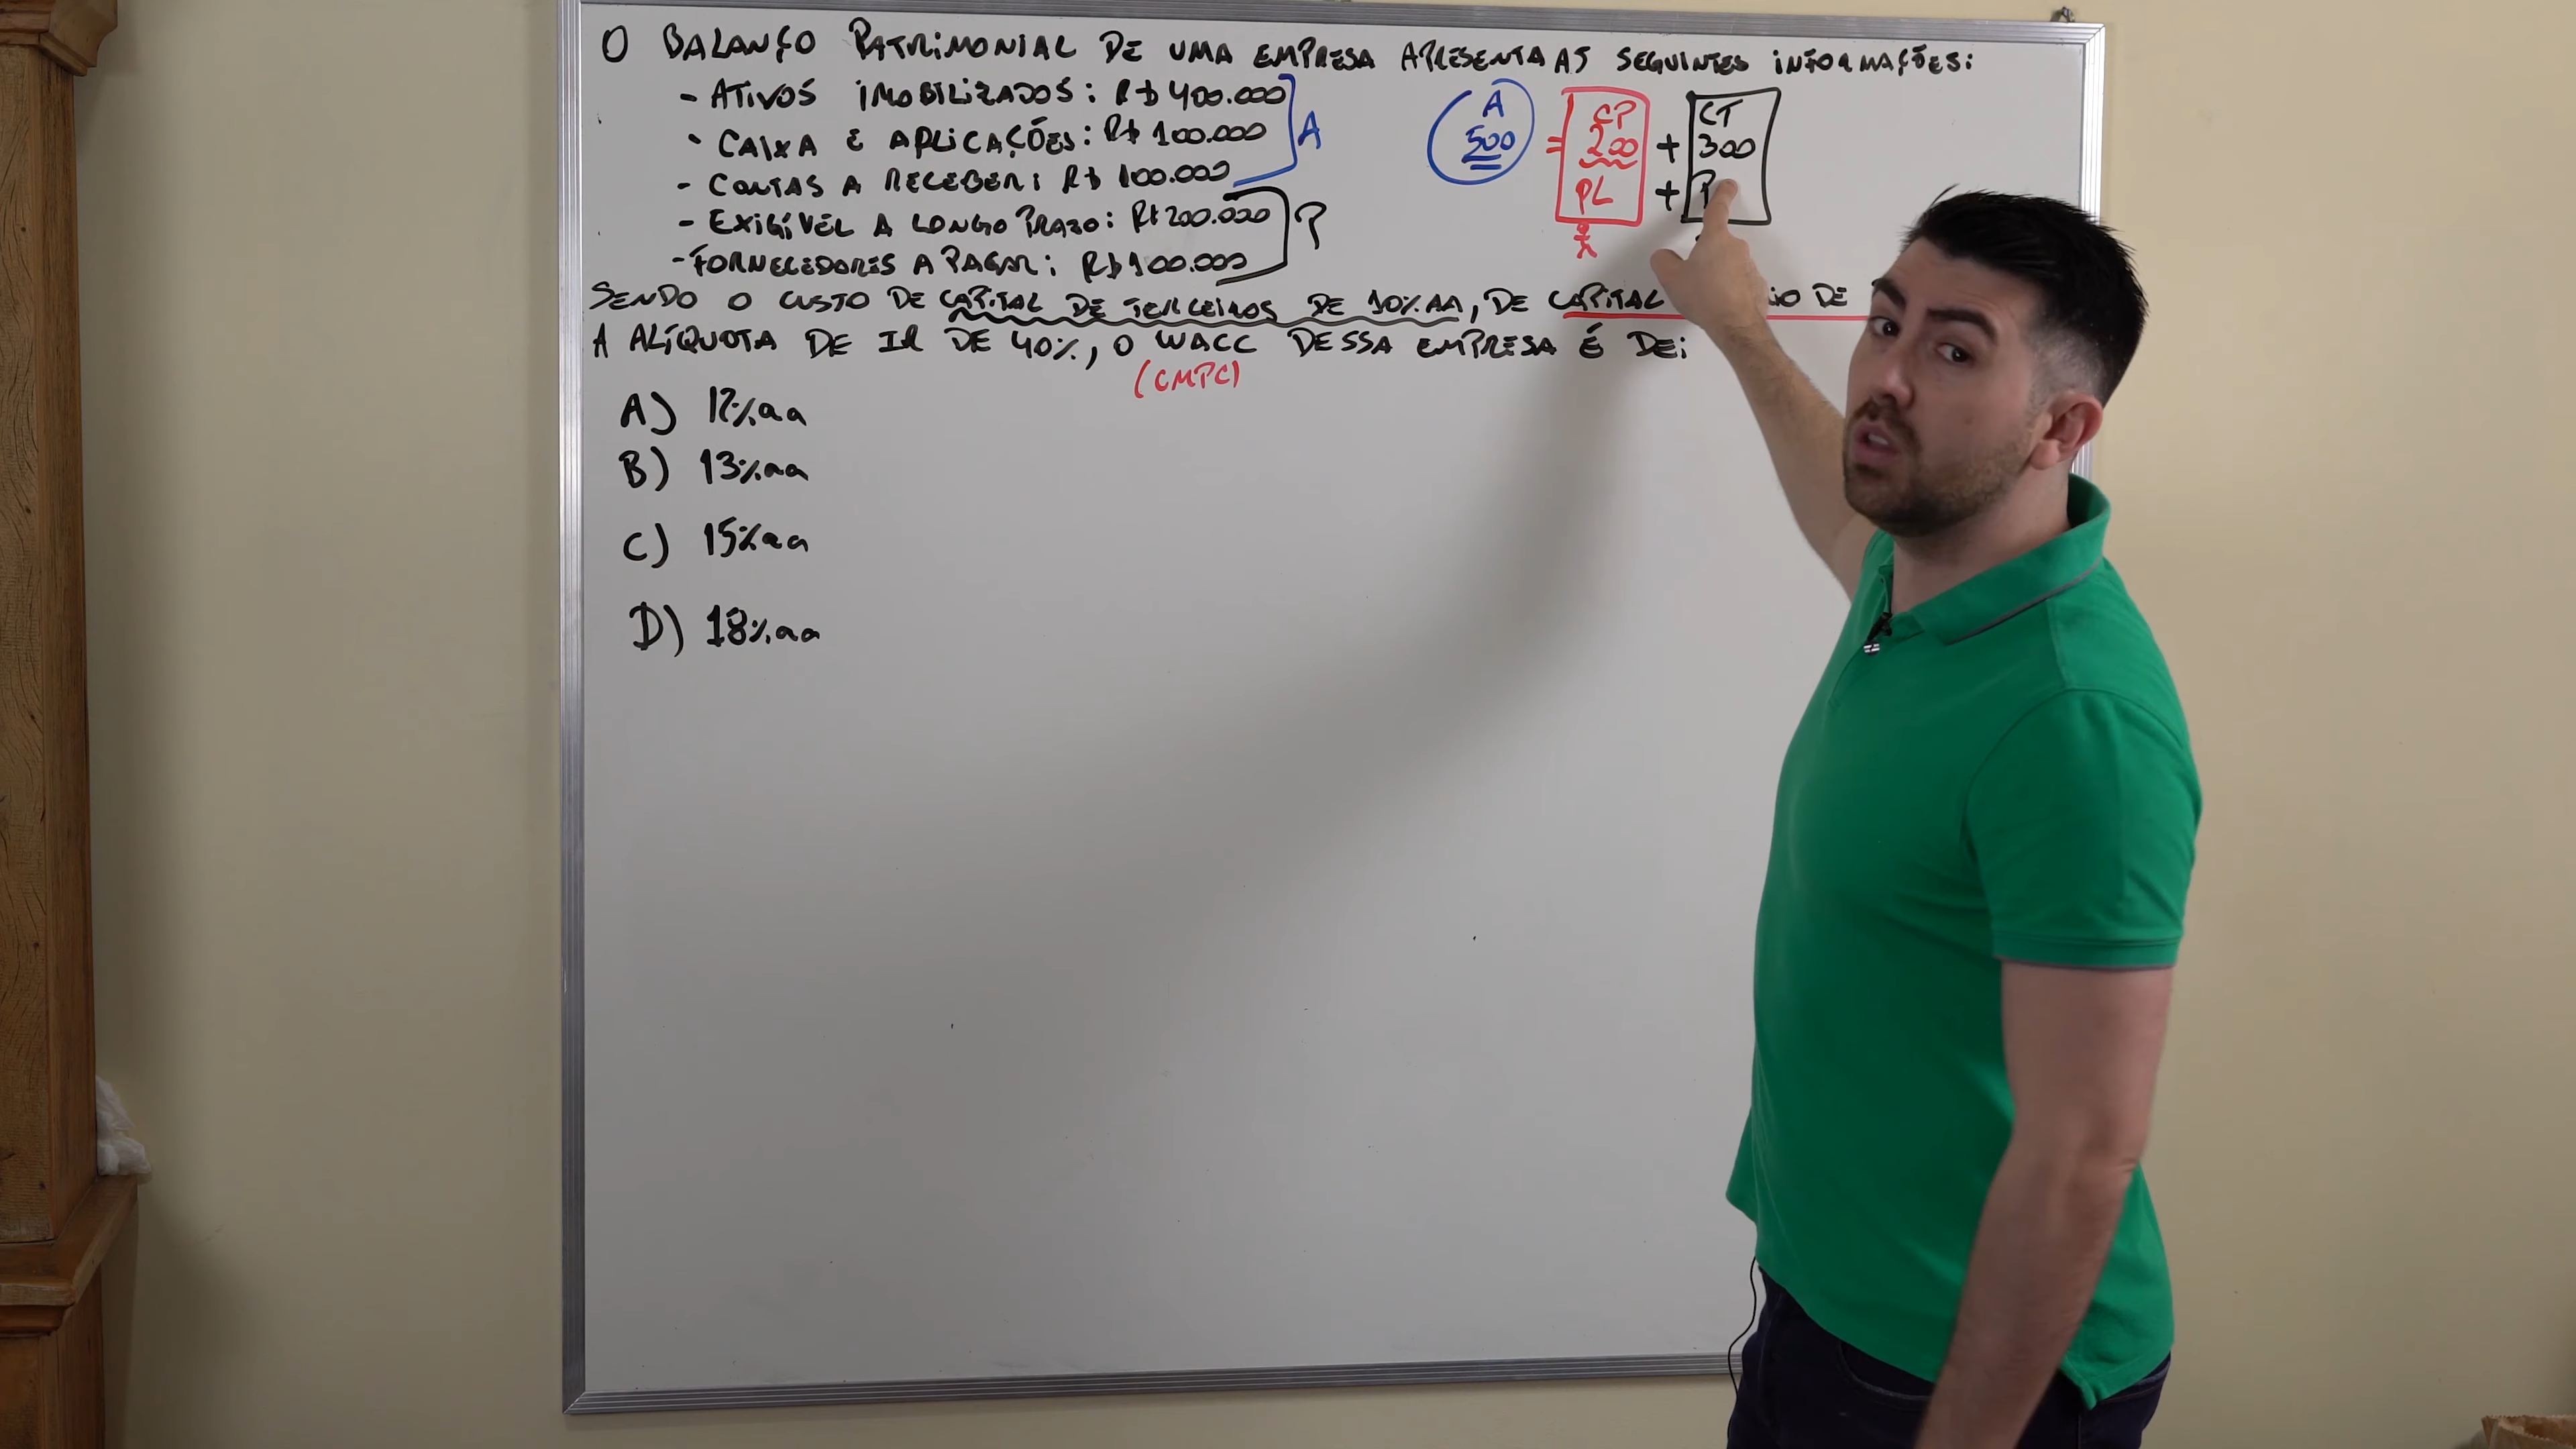 O BALANÇO PATRIMONIAL DE UMA EMPRESA APRESENTA AS SEGUINTES INFORMAÇÕES:
- ATIVOS IMOBILIZADOS: R$ 400.000
- CAIXA E APLICAÇÕES: R$ 100.000
- CONTAS A RECEBER: R$ 100.000
- EXIGÍVEL A LONGO PRAZO: R$ 200.000
- FORNECEDORES A PAGAR: R$ 100.000
A
P
A CP CT
500 = 200 + 300
PL + P
SENDO O CUSTO DE CAPITAL DE TERCEIROS DE 10% AA, DE CAPITAL DE
A ALÍQUOTA DE IR DE 40%, O WACC DESSA EMPRESA É DE:
(CMPC)
A) 12% aa
B) 13% aa
C) 15% aa
D) 18% aa